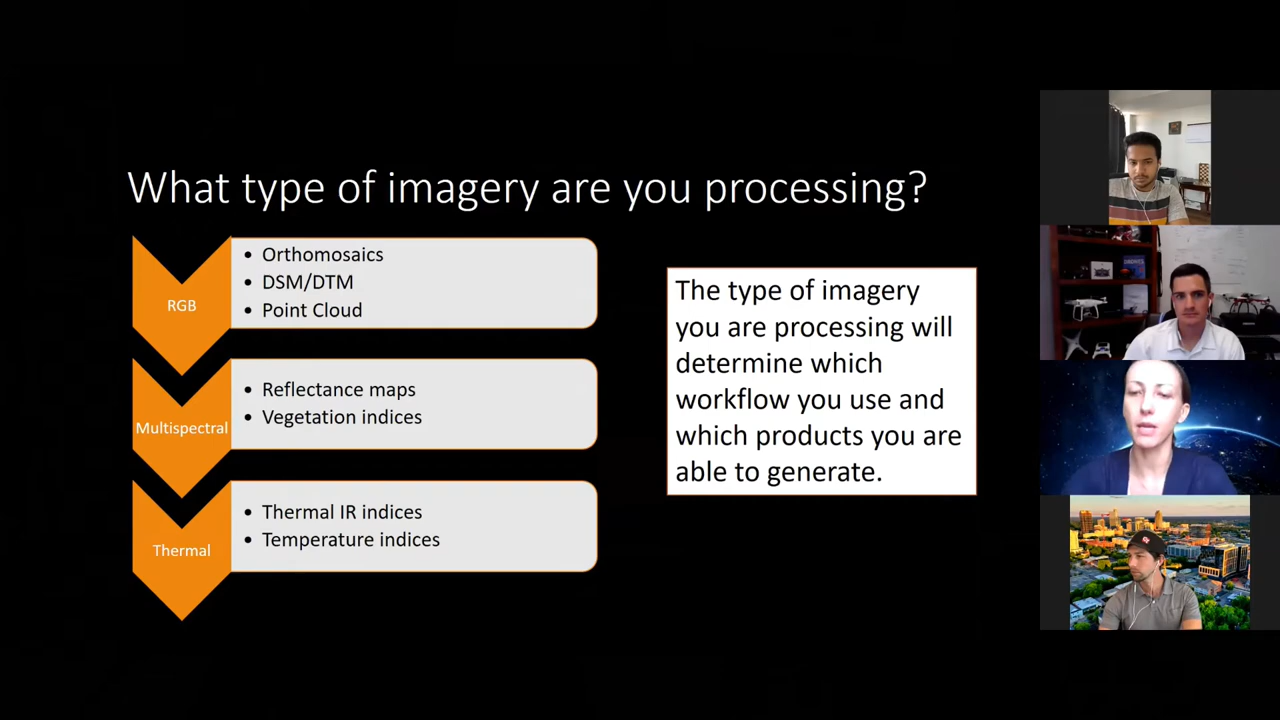 What type of imagery are you processing?
RGB
• Orthomosaics
• DSM/DTM
• Point Cloud
Multispectral
• Reflectance maps
• Vegetation indices
Thermal
• Thermal IR indices
• Temperature indices
The type of imagery
you are processing will
determine which
workflow you use and
which products you are
able to generate.